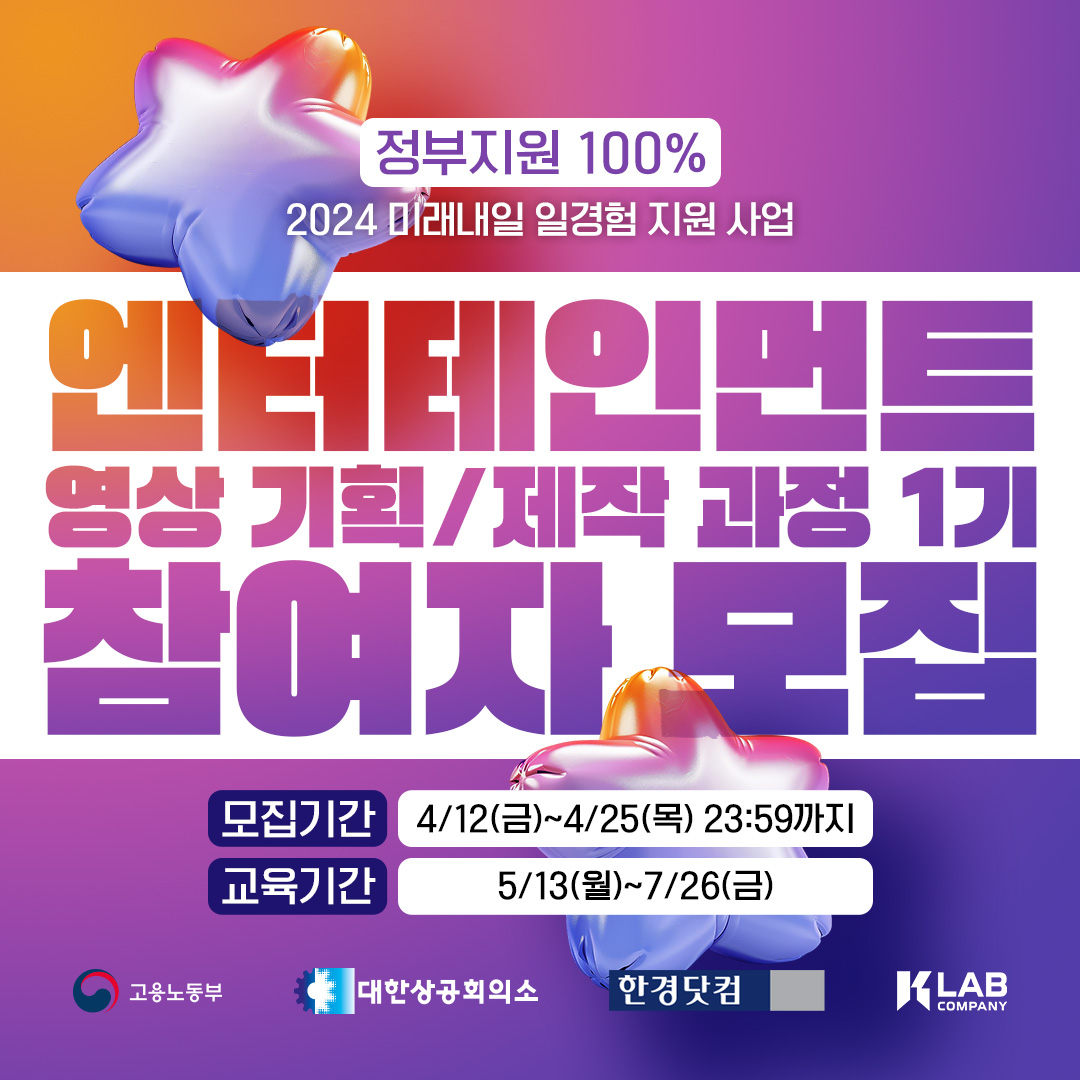 정부지원 100%
2024 미래내일 일경험 지원 사업
엔터테인먼트
영상 기획/제작 과정 1기
참여자 모집
모집기간 4/12(금)~4/25(목) 23:59까지
교육기간 5/13(월)~7/26(금)
고용노동부 대한상공회의소 한경닷컴 K LAB COMPANY